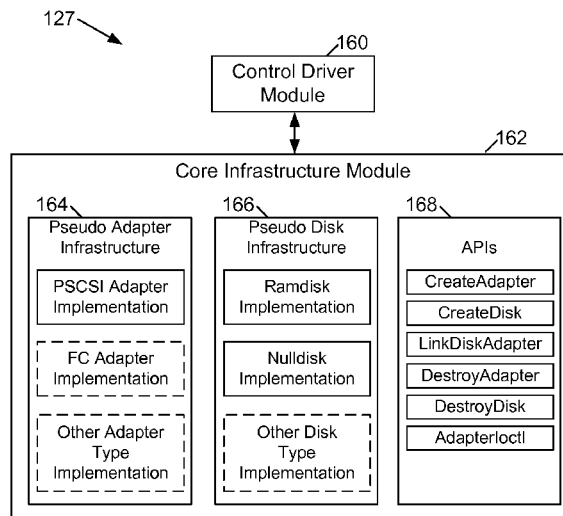 127
160
Control Driver
Module
162
Core Infrastructure Module
164
Pseudo Adapter
Infrastructure
PSCSI Adapter
Implementation
FC Adapter
Implementation
Other Adapter
Type
Implementation
166
Pseudo Disk
Infrastructure
Ramdisk
Implementation
Nulldisk
Implementation
Other Disk
Type
Implementation
168
APIs
CreateAdapter
CreateDisk
LinkDiskAdapter
DestroyAdapter
DestroyDisk
AdapterIoctl